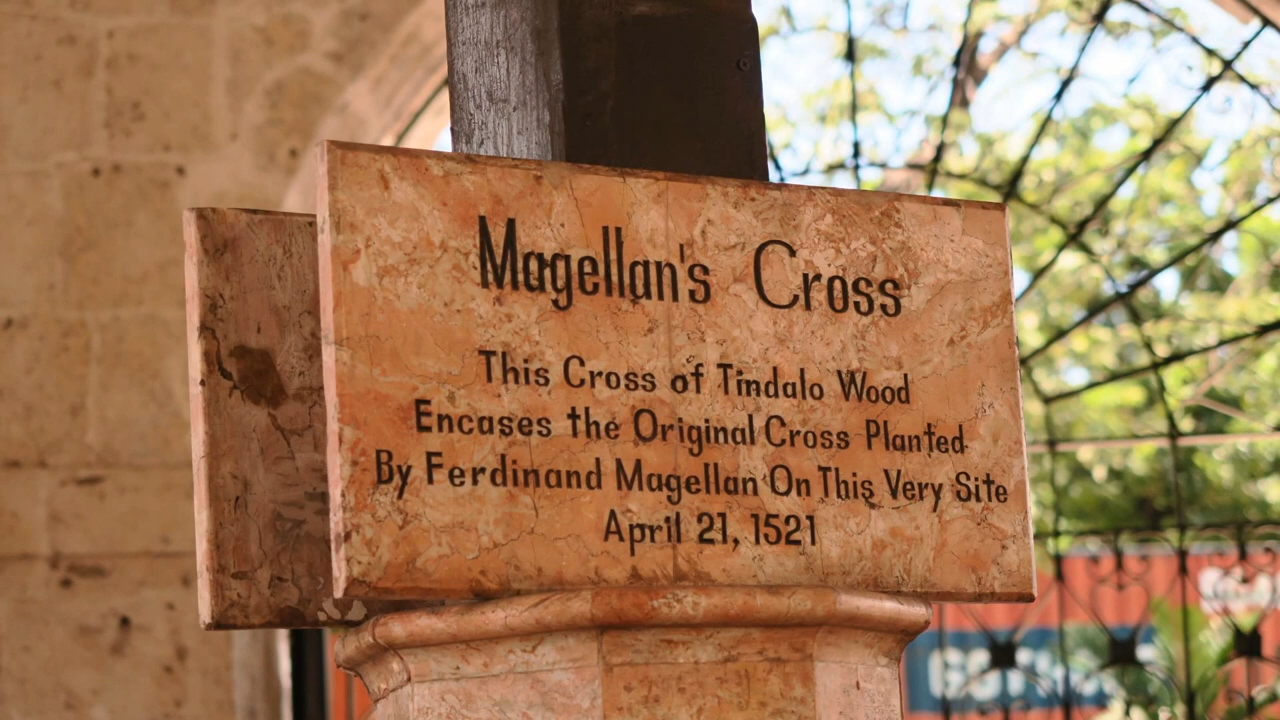 Magellan's Cross
This Cross of Tindalo Wood
Encases the Original Cross Planted
By Ferdinand Magellan On This Very Site
April 21, 1521